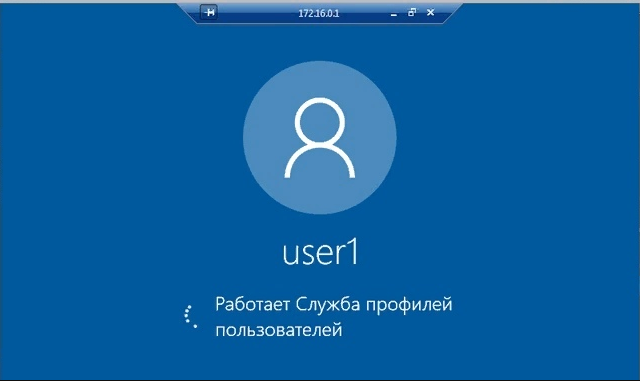 172.16.0.1
user1
Работает Служба профилей
пользователей